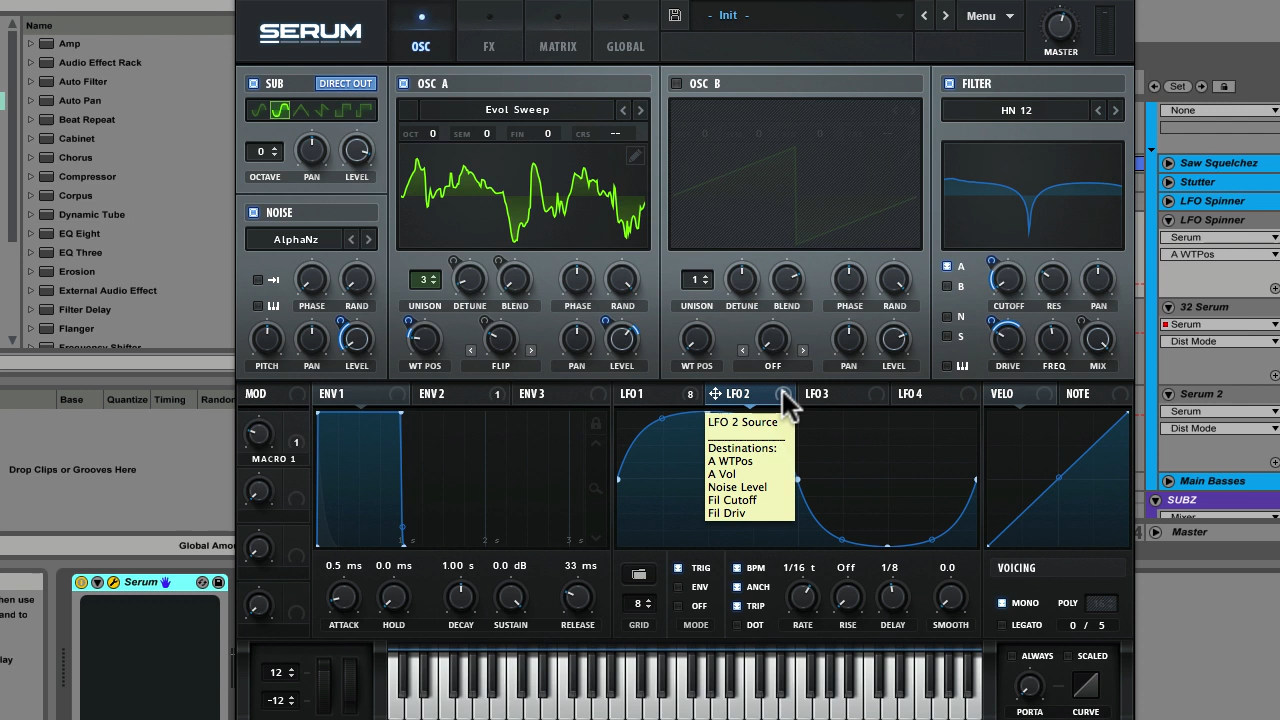 Name
Amp
Audio Effect Rack
Auto Filter
Auto Pan
Beat Repeat
Cabinet
Chorus
Compressor
Corpus
Dynamic Tube
EQ Eight
EQ Three
Erosion
External Audio Effect
Filter Delay
Flanger
Base Quantize Timing Random
Drop Clips or Grooves Here
Global Amo
hen use
and to
lay
Serum
SERUM
OSC FX MATRIX GLOBAL
- Init -
Menu
MASTER
SUB DIRECT OUT
0
OCTAVE PAN LEVEL
NOISE
AlphaNz
PHASE RAND
PITCH PAN LEVEL
OSC A
Evol Sweep
OCT 0 SEM 0 FIN 0 CRS --
3
UNISON DETUNE BLEND PHASE RAND
WT POS FLIP PAN LEVEL
OSC B
1
UNISON DETUNE BLEND PHASE RAND
WT POS OFF PAN LEVEL
FILTER
HN 12
A
B
N
S
CUTOFF RES PAN
DRIVE FREQ MIX
MOD ENV 1 ENV 2 1 ENV 3 LFO 1 8 LFO 2 LFO 3 LFO 4 VELO NOTE
1
MACRO 1
2 s 3 s
LFO 2 Source
Destinations:
A WTPos
A Vol
Noise Level
Fil Cutoff
Fil Driv
0.5 ms 0.0 ms 1.00 s 0.0 dB 33 ms
ATTACK HOLD DECAY SUSTAIN RELEASE
8
GRID
TRIG
ENV
OFF
MODE
BPM
ANCH
TRIP
DOT
1/16 t Off 1/8 0.0
RATE RISE DELAY SMOOTH
VOICING
MONO POLY
LEGATO 0 / 5
12
-12
ALWAYS SCALED
PORTA CURVE
Set
None
Saw Squelchez
Stutter
LFO Spinner
LFO Spinner
Serum
A WTPos
32 Serum
Serum
Dist Mode
Serum 2
Serum
Dist Mode
Main Basses
SUBZ
Master